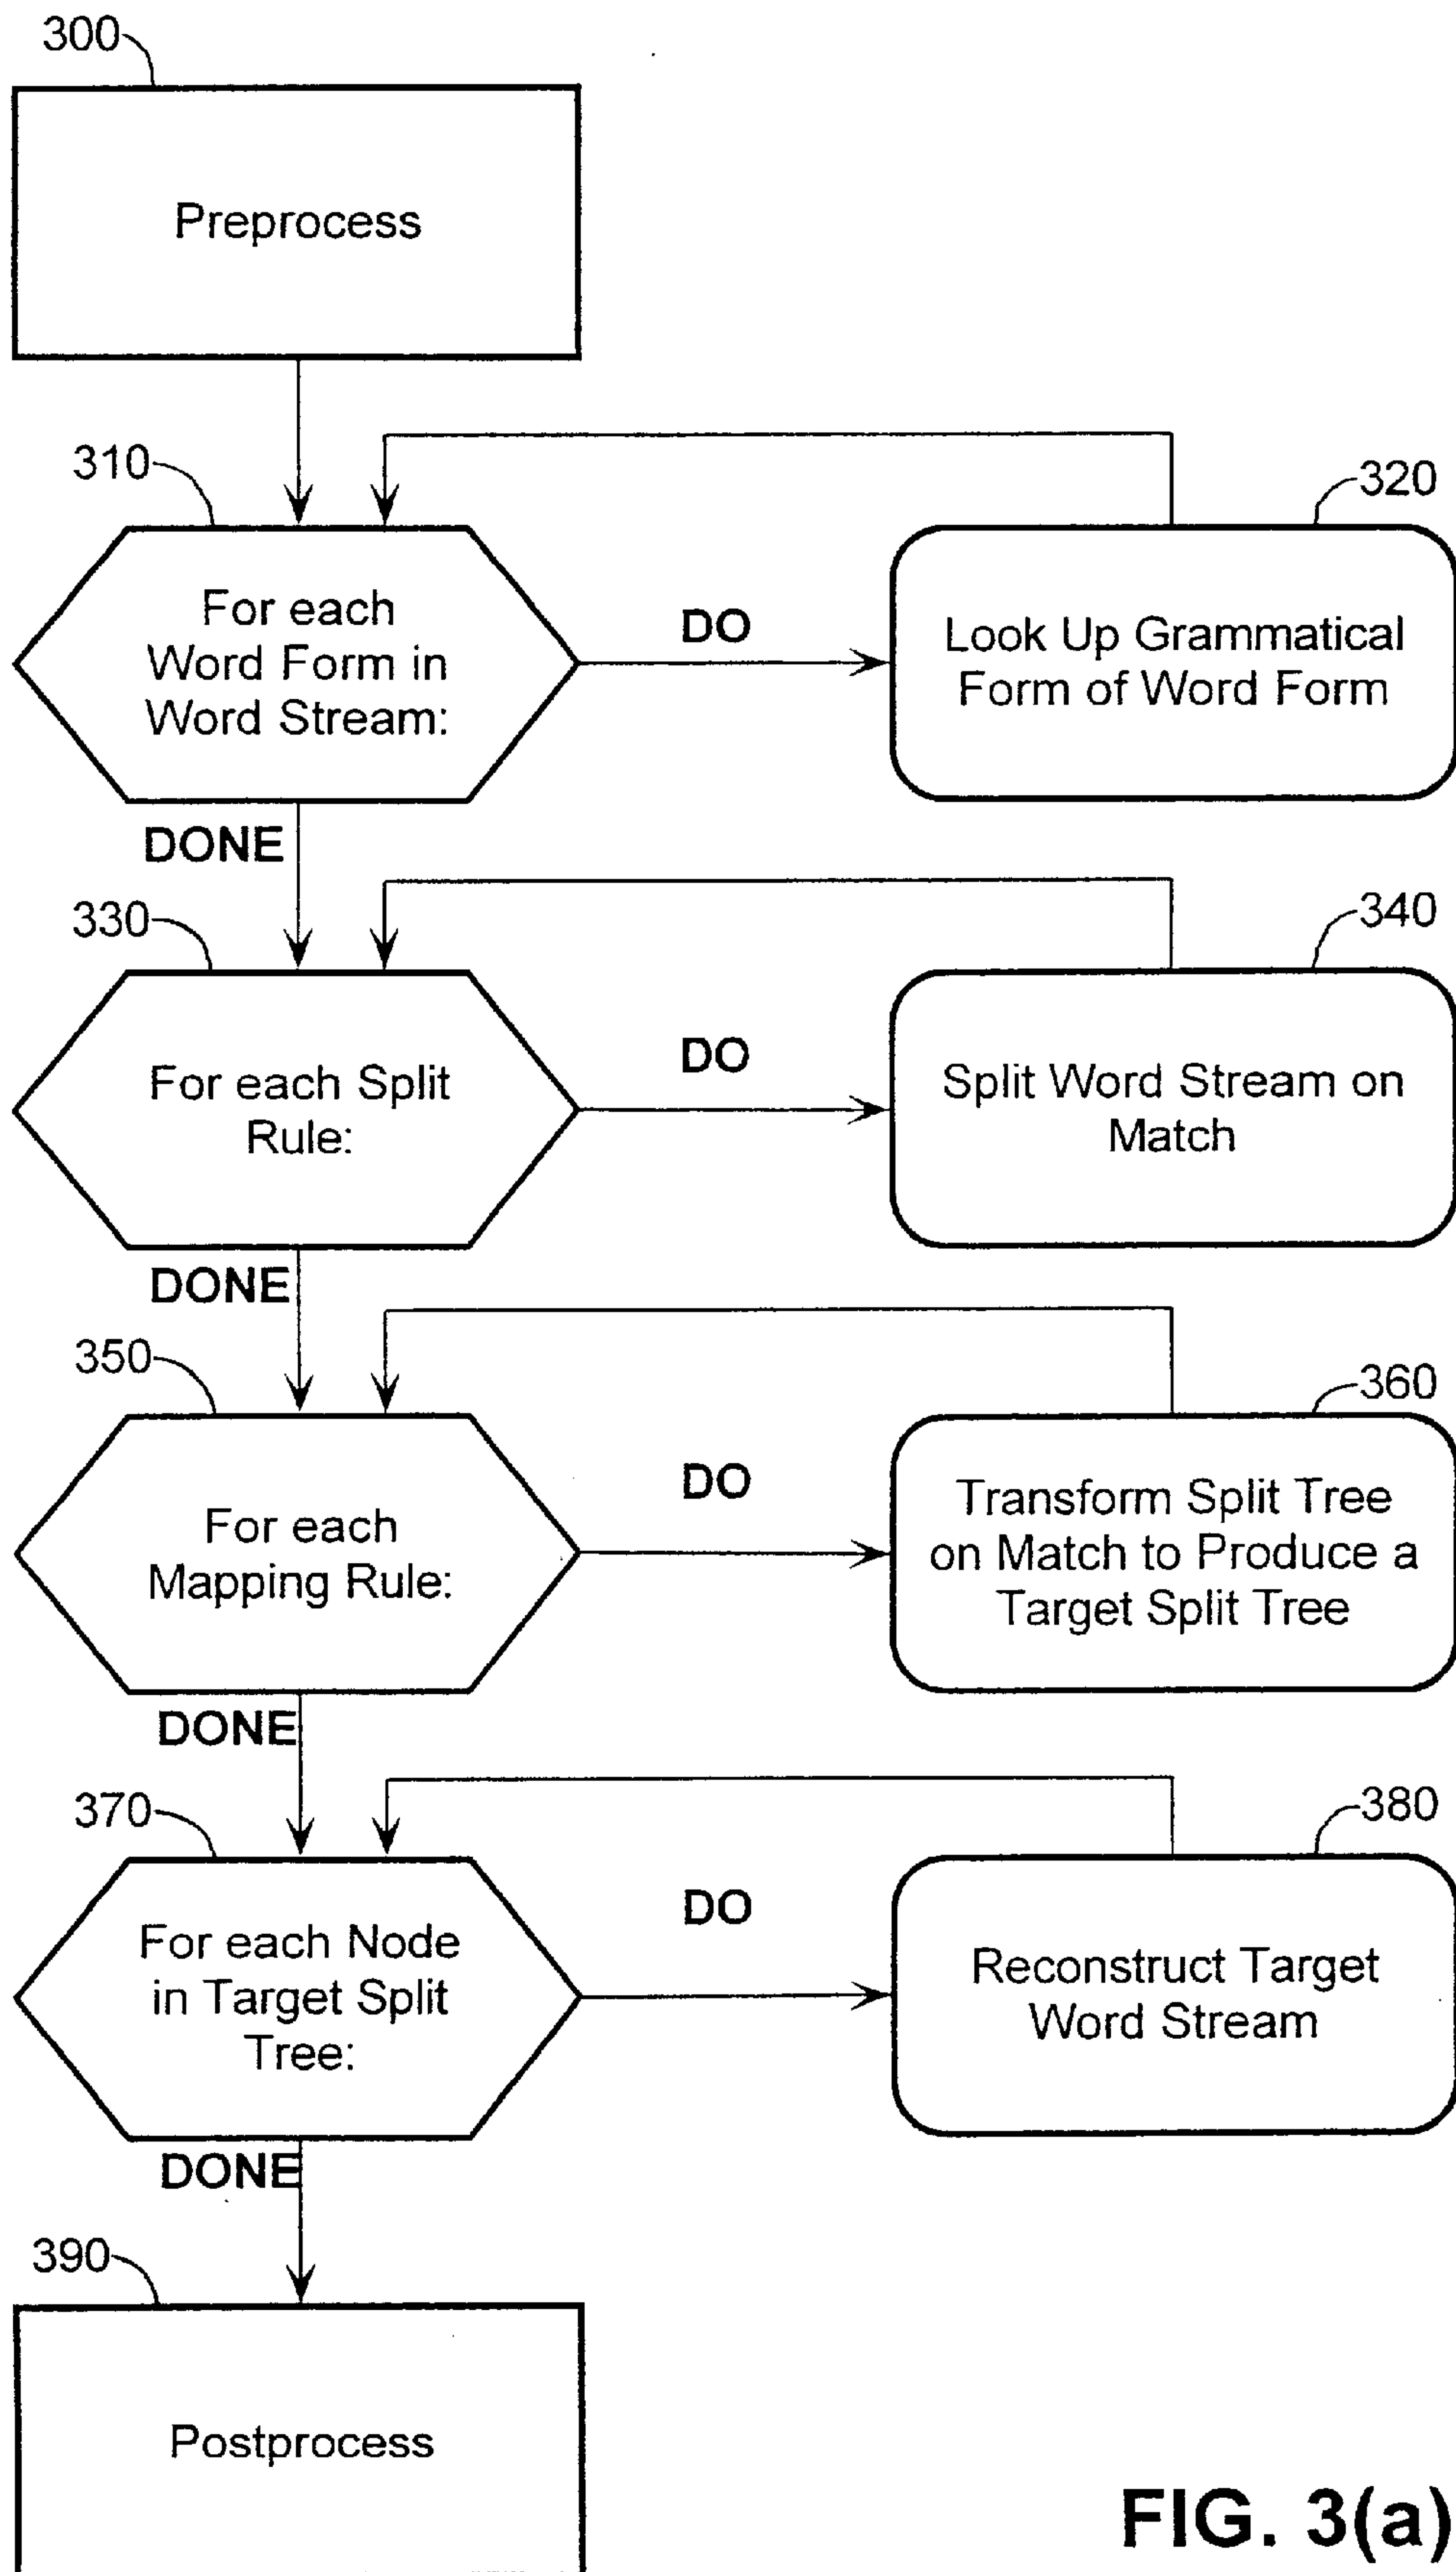 300
Preprocess
310
320
For each
Word Form in
Word Stream:
DO
Look Up Grammatical
Form of Word Form
DONE
330
340
For each Split
Rule:
DO
Split Word Stream on
Match
DONE
350
360
For each
Mapping Rule:
DO
Transform Split Tree
on Match to Produce a
Target Split Tree
DONE
370
380
For each Node
in Target Split
Tree:
DO
Reconstruct Target
Word Stream
DONE
390
Postprocess
FIG. 3(a)